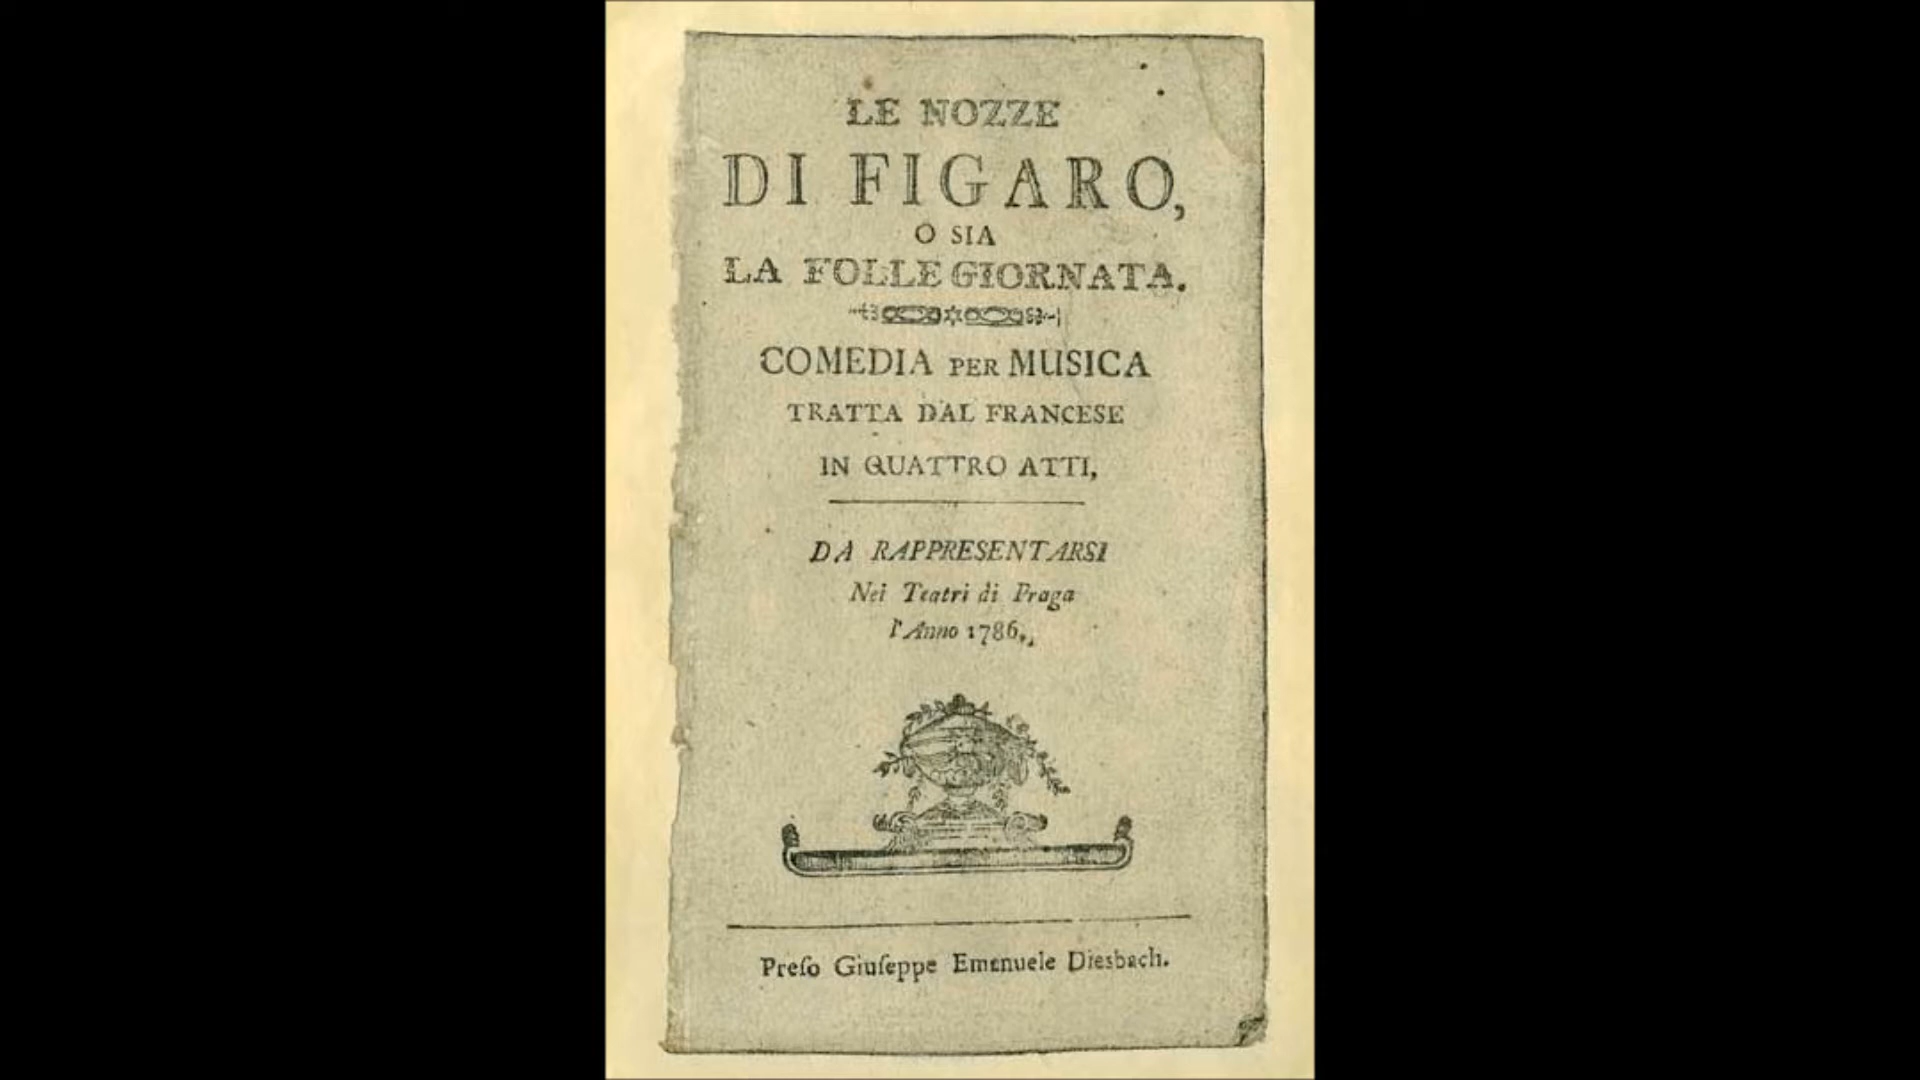 LE NOZZE
DI FIGARO,
O SIA
LA FOLLE GIORNATA.
COMEDIA PER MUSICA
TRATTA DAL FRANCESE
IN QUATTRO ATTI,
DA RAPPRESENTARSI
Nei Teatri di Praga
l'Anno 1786.
Preſo Giuſeppe Emanuele Diesbach.